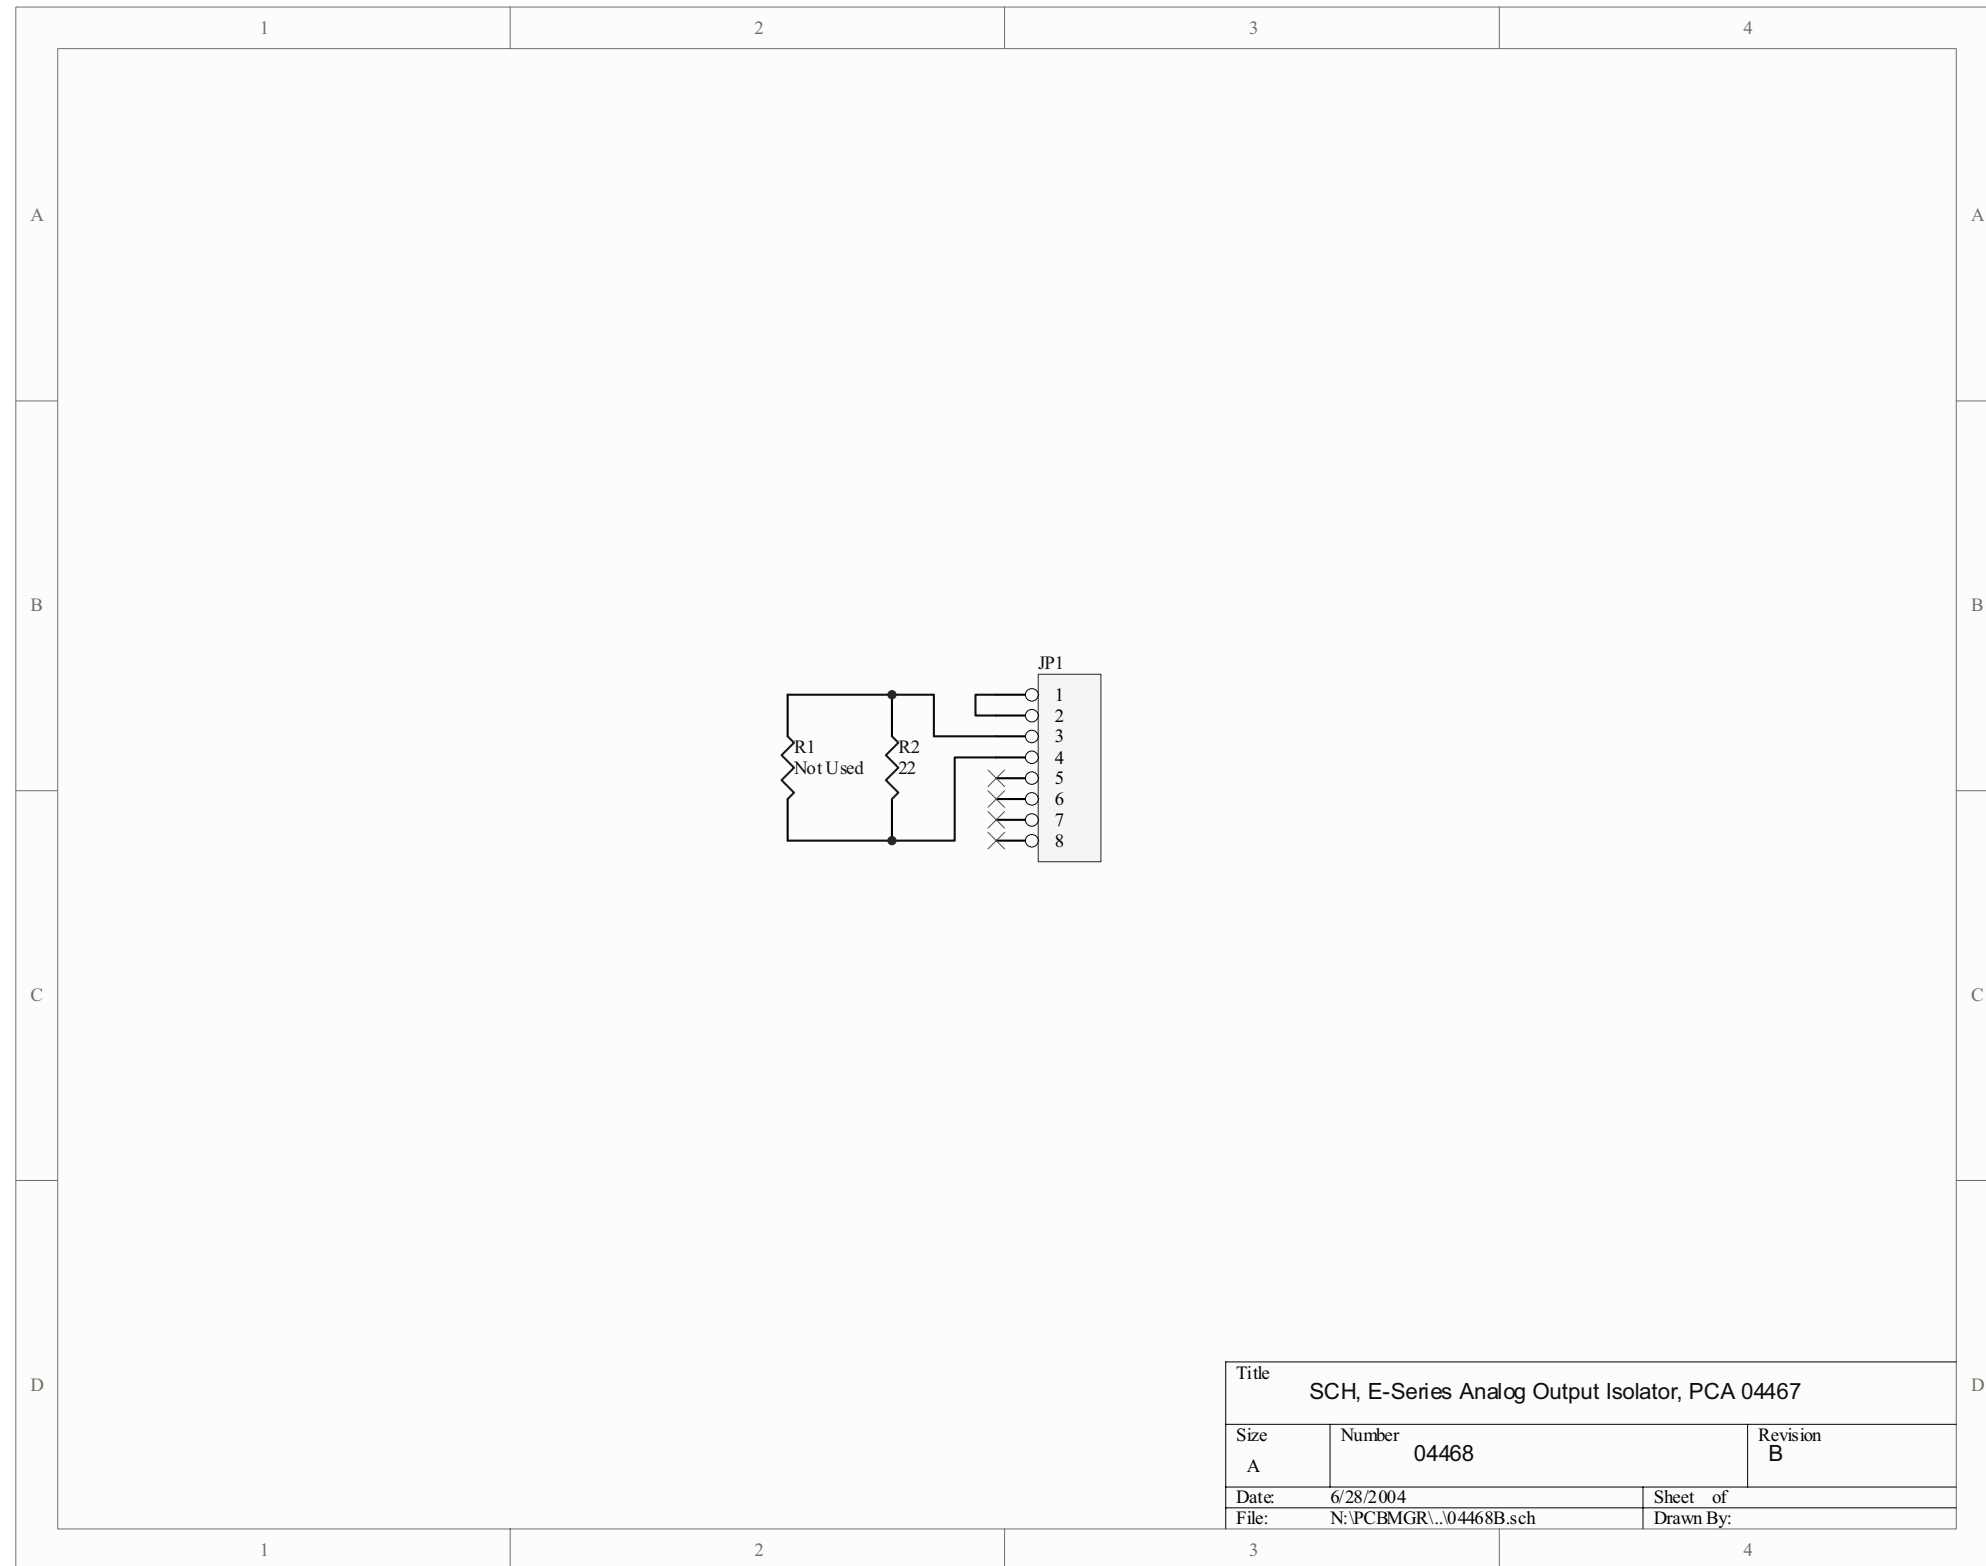 1 2 3 4
A A
B B
JP1
1
2
3
R1 R2
4
Not Used 22
5
6
7
8
C C
D D
Title
SCH, E-Series Analog Output Isolator, PCA 04467
Size Number Revision
04468 B
A
Date: 6/28/2004 Sheet of
File: N:\PCBMGR\..\04468B.sch Drawn By:
1 2 3 4